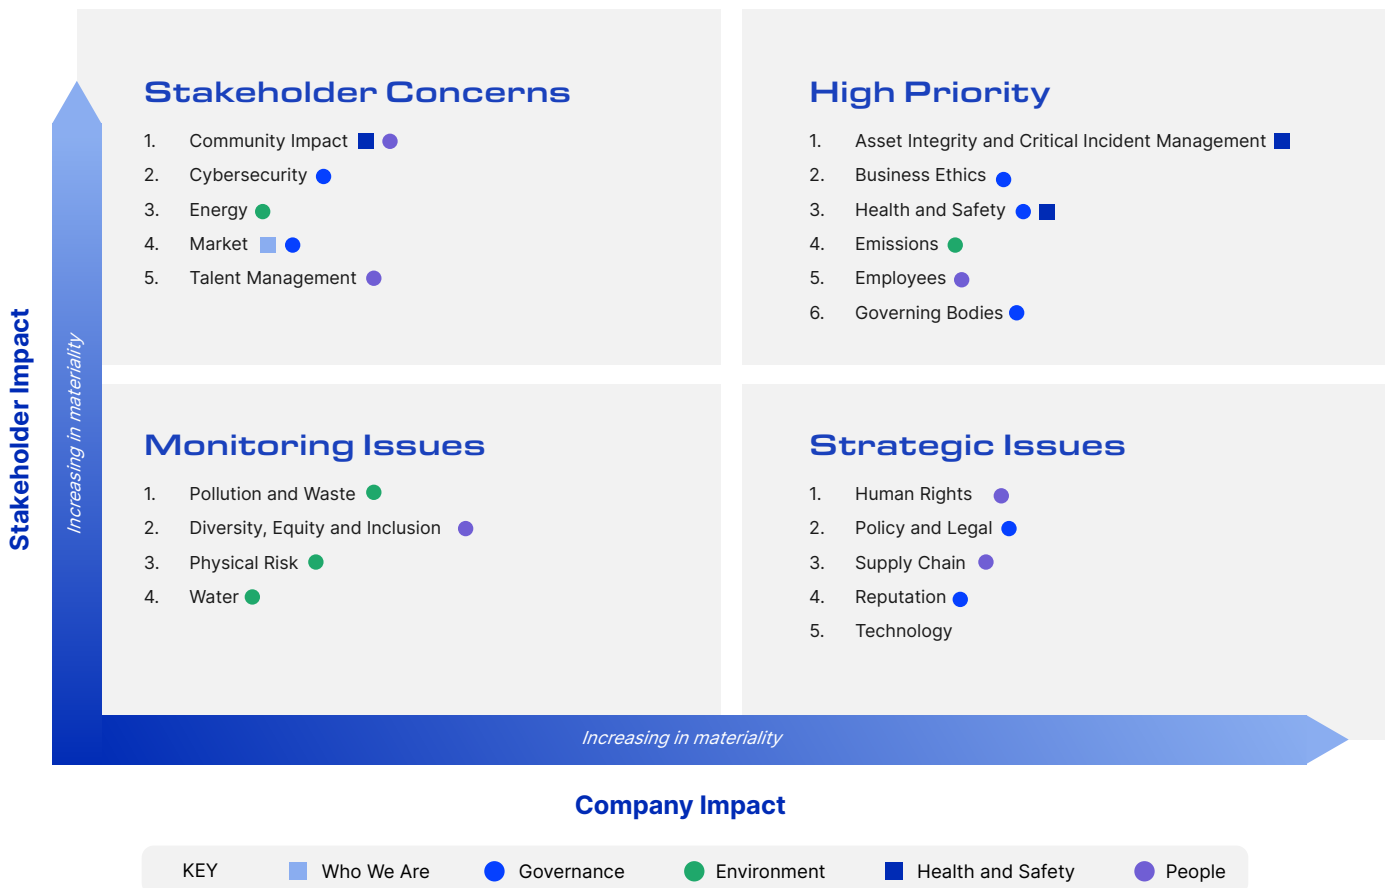 Stakeholder Concerns
1. Community Impact
2. Cybersecurity
3. Energy
4. Market
5. Talent Management
High Priority
1. Asset Integrity and Critical Incident Management
2. Business Ethics
3. Health and Safety
4. Emissions
5. Employees
6. Governing Bodies
Stakeholder Impact
Increasing in materiality
Monitoring Issues
1. Pollution and Waste
2. Diversity, Equity and Inclusion
3. Physical Risk
4. Water
Strategic Issues
1. Human Rights
2. Policy and Legal
3. Supply Chain
4. Reputation
5. Technology
Increasing in materiality
Company Impact
KEY Who We Are Governance Environment Health and Safety People